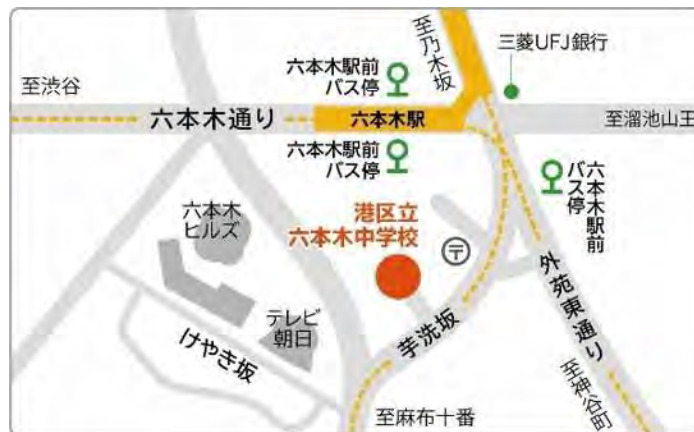 至乃木坂
三菱UFJ銀行
六本木駅前
バス停
至渋谷
六本木通り
六本木駅
至溜池山王
六本木駅前
バス停
六本木駅前
バス停
港区立
六本木中学校
六本木
ヒルズ
〒
外苑東通り
テレビ
朝日
芋洗坂
けやき坂
至神谷町
至麻布十番